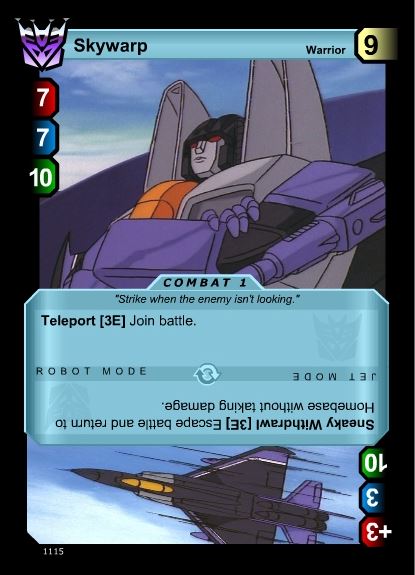 Skywarp
Warrior
9
7
7
10
COMBAT 1
"Strike when the enemy isn't looking."
Teleport [3E] Join battle.
ROBOT MODE
JET MODE
Sneaky Withdrawl [3E] Escape battle and return to
Homebase without taking damage.
+3
3
10
1115